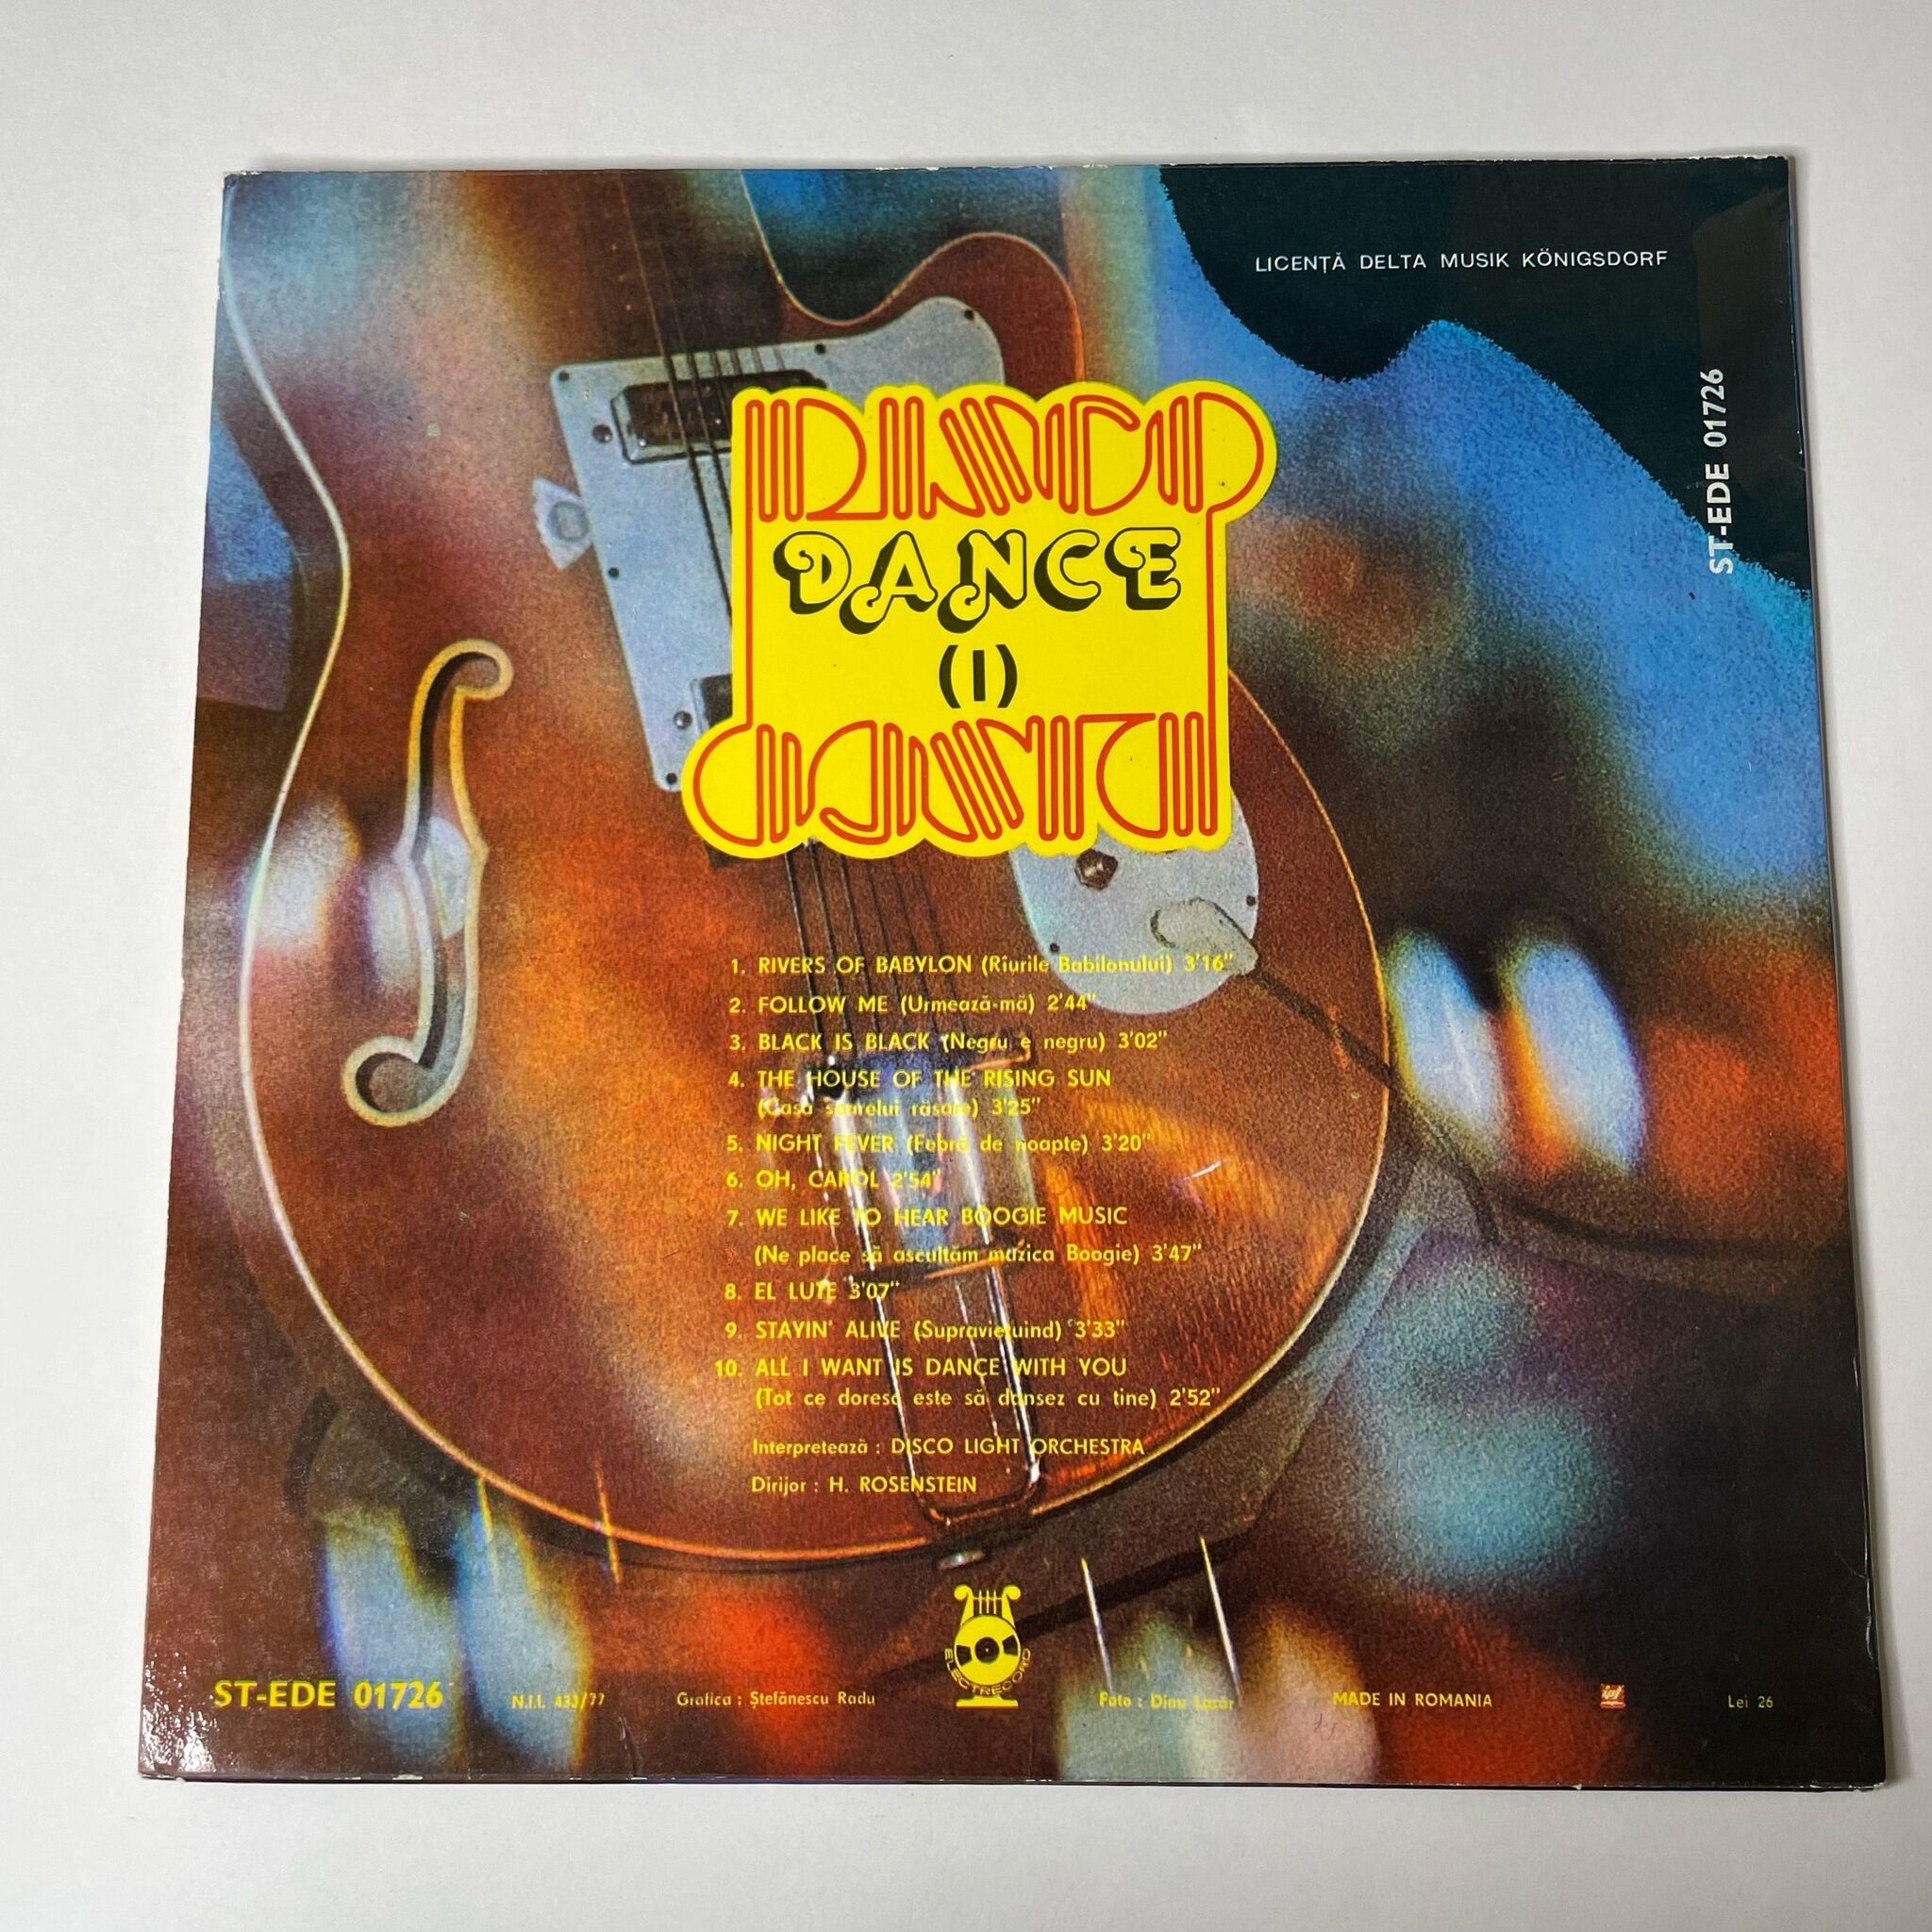 LICENȚĂ DELTA MUSIK KÖNIGSDORF
ST-EDE 01726
DISCO
DANCE
(I)
DISCO
1. RIVERS OF BABYLON (Rîurile Babilonului) 3'16"
2. FOLLOW ME (Urmează-mă) 2'44"
3. BLACK IS BLACK (Negru e negru) 3'02"
4. THE HOUSE OF THE RISING SUN
(Casa soarelui răsare) 3'25"
5. NIGHT FEVER (Febră de noapte) 3'20"
6. OH, CAROL 2'54"
7. WE LIKE TO HEAR BOOGIE MUSIC
(Ne place să ascultăm muzica Boogie) 3'47"
8. EL LUTE 3'07"
9. STAYIN' ALIVE (Supraviețuind) 3'33"
10. ALL I WANT IS DANCE WITH YOU
(Tot ce doresc este să dansez cu tine) 2'52"
Interpretează : DISCO LIGHT ORCHESTRA
Dirijor : H. ROSENSTEIN
ELECTRECORD
ST-EDE 01726 N.I.I. 433/77 Grafica : Ștefănescu Radu Foto : Dinu Lazăr MADE IN ROMANIA ipf Lei 26